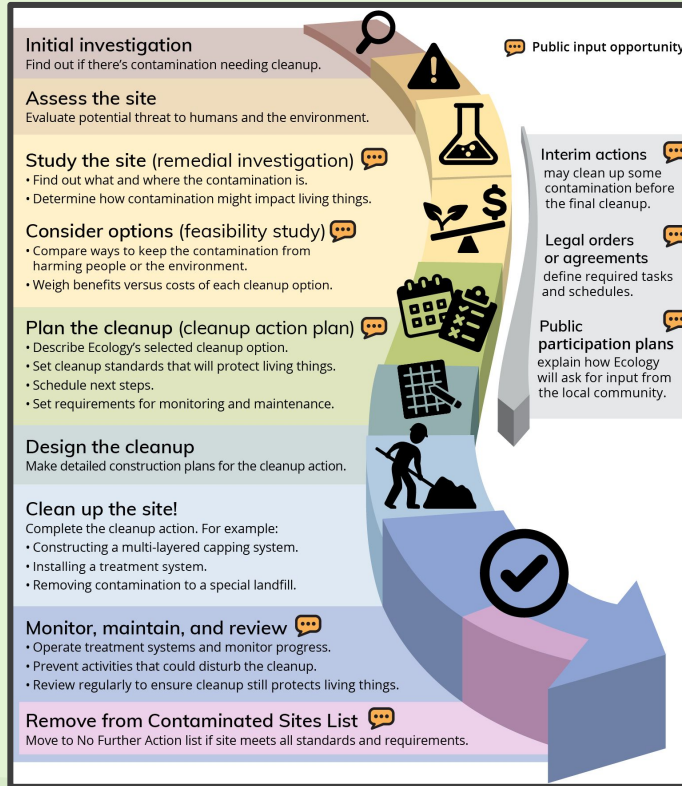 Initial investigation
Find out if there's contamination needing cleanup.
Public input opportunity
Assess the site
Evaluate potential threat to humans and the environment.
Study the site (remedial investigation)
• Find out what and where the contamination is.
• Determine how contamination might impact living things.
Consider options (feasibility study)
• Compare ways to keep the contamination from
harming people or the environment.
• Weigh benefits versus costs of each cleanup option.
$
Plan the cleanup (cleanup action plan)
• Describe Ecology's selected cleanup option.
• Set cleanup standards that will protect living things.
• Schedule next steps.
• Set requirements for monitoring and maintenance.
Design the cleanup
Make detailed construction plans for the cleanup action.
Clean up the site!
Complete the cleanup action. For example:
• Constructing a multi-layered capping system.
• Installing a treatment system.
• Removing contamination to a special landfill.
Monitor, maintain, and review
• Operate treatment systems and monitor progress.
• Prevent activities that could disturb the cleanup.
• Review regularly to ensure cleanup still protects living things.
Remove from Contaminated Sites List
Move to No Further Action list if site meets all standards and requirements.
Interim actions
may clean up some
contamination before
the final cleanup.
Legal orders
or agreements
define required tasks
and schedules.
Public
participation plans
explain how Ecology
will ask for input from
the local community.